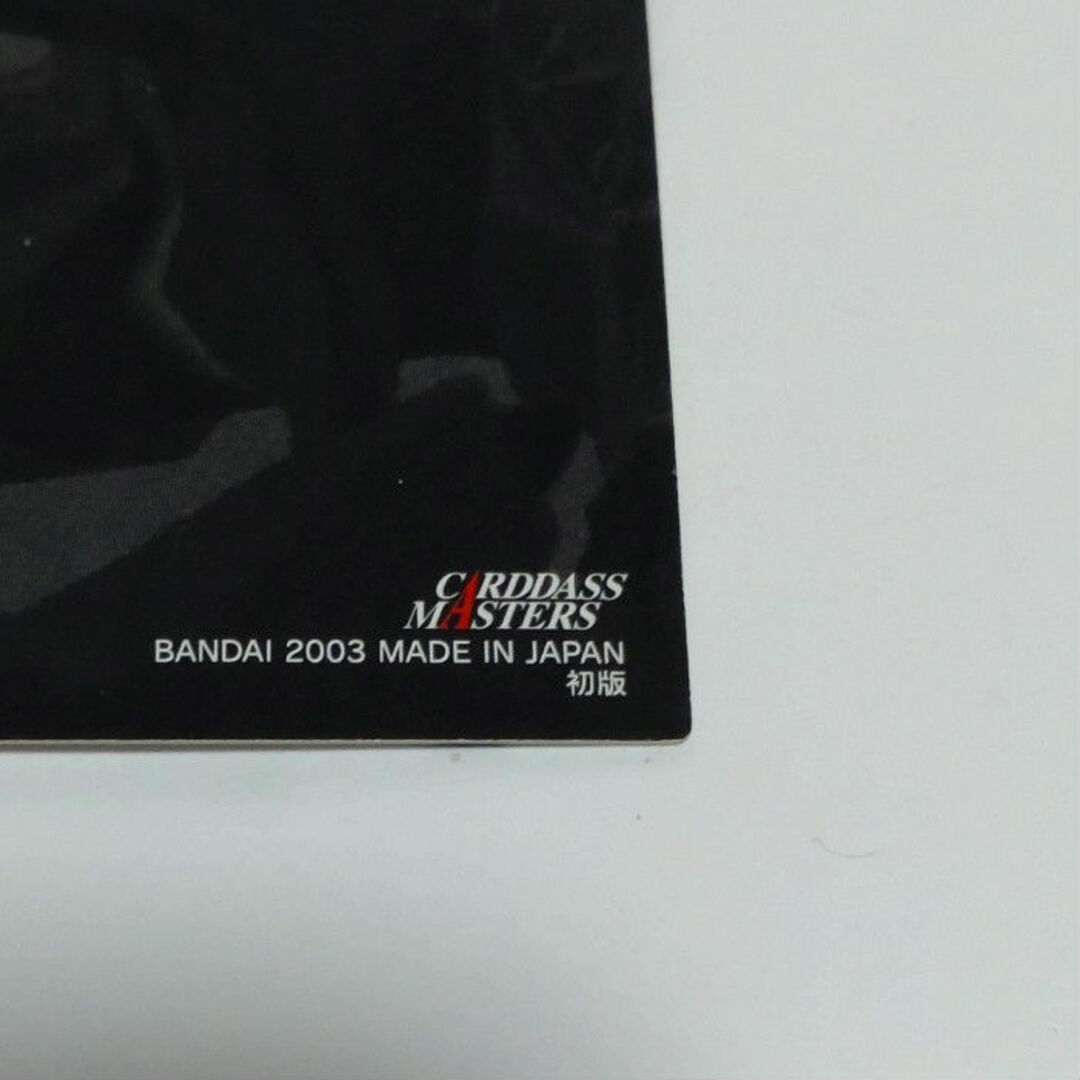 CARDDASS
MASTERS
BANDAI 2003 MADE IN JAPAN
初版